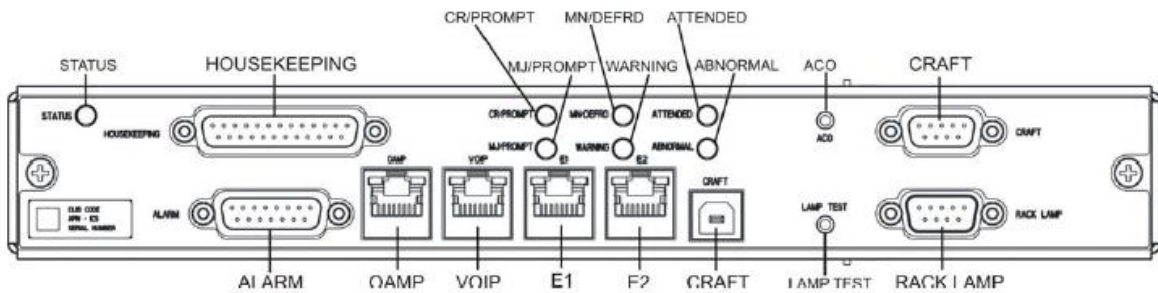 CR/PROMPT MN/DEFRD ATTENDED
STATUS HOUSEKEEPING MJ/PROMPT WARNING ABNORMAL ACO CRAFT
STATUS CR/PROMPT MN/DEFRD ATTENDED
HOUSEKEEPING ACO CRAFT
MJ/PROMPT WARNING ABNORMAL
OAMP VOIP E1 E2
CRAFT
SERIAL NUMBER
ALARM LAMP TEST RACK LAMP
ALARM OAMP VOIP E1 E2 CRAFT LAMP TEST RACK LAMP